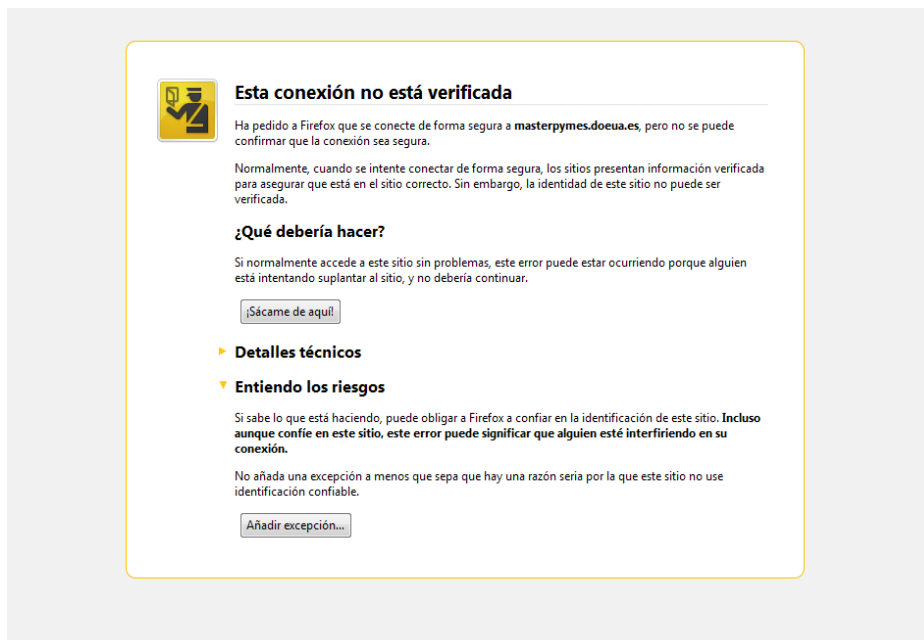 Esta conexión no está verificada
Ha pedido a Firefox que se conecte de forma segura a masterpymes.doeua.es, pero no se puede
confirmar que la conexión sea segura.
Normalmente, cuando se intente conectar de forma segura, los sitios presentan información verificada
para asegurar que está en el sitio correcto. Sin embargo, la identidad de este sitio no puede ser
verificada.
¿Qué debería hacer?
Si normalmente accede a este sitio sin problemas, este error puede estar ocurriendo porque alguien
está intentando suplantar al sitio, y no debería continuar.
¡Sácame de aquí!
Detalles técnicos
Entiendo los riesgos
Si sabe lo que está haciendo, puede obligar a Firefox a confiar en la identificación de este sitio. Incluso
aunque confíe en este sitio, este error puede significar que alguien esté interfiriendo en su
conexión.
No añada una excepción a menos que sepa que hay una razón seria por la que este sitio no use
identificación confiable.
Añadir excepción...